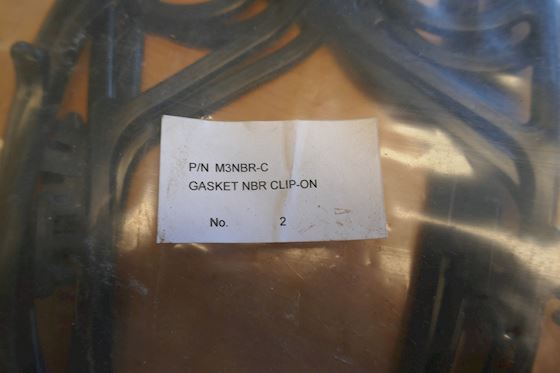 P/N M3NBR-C
GASKET NBR CLIP-ON
No. 2